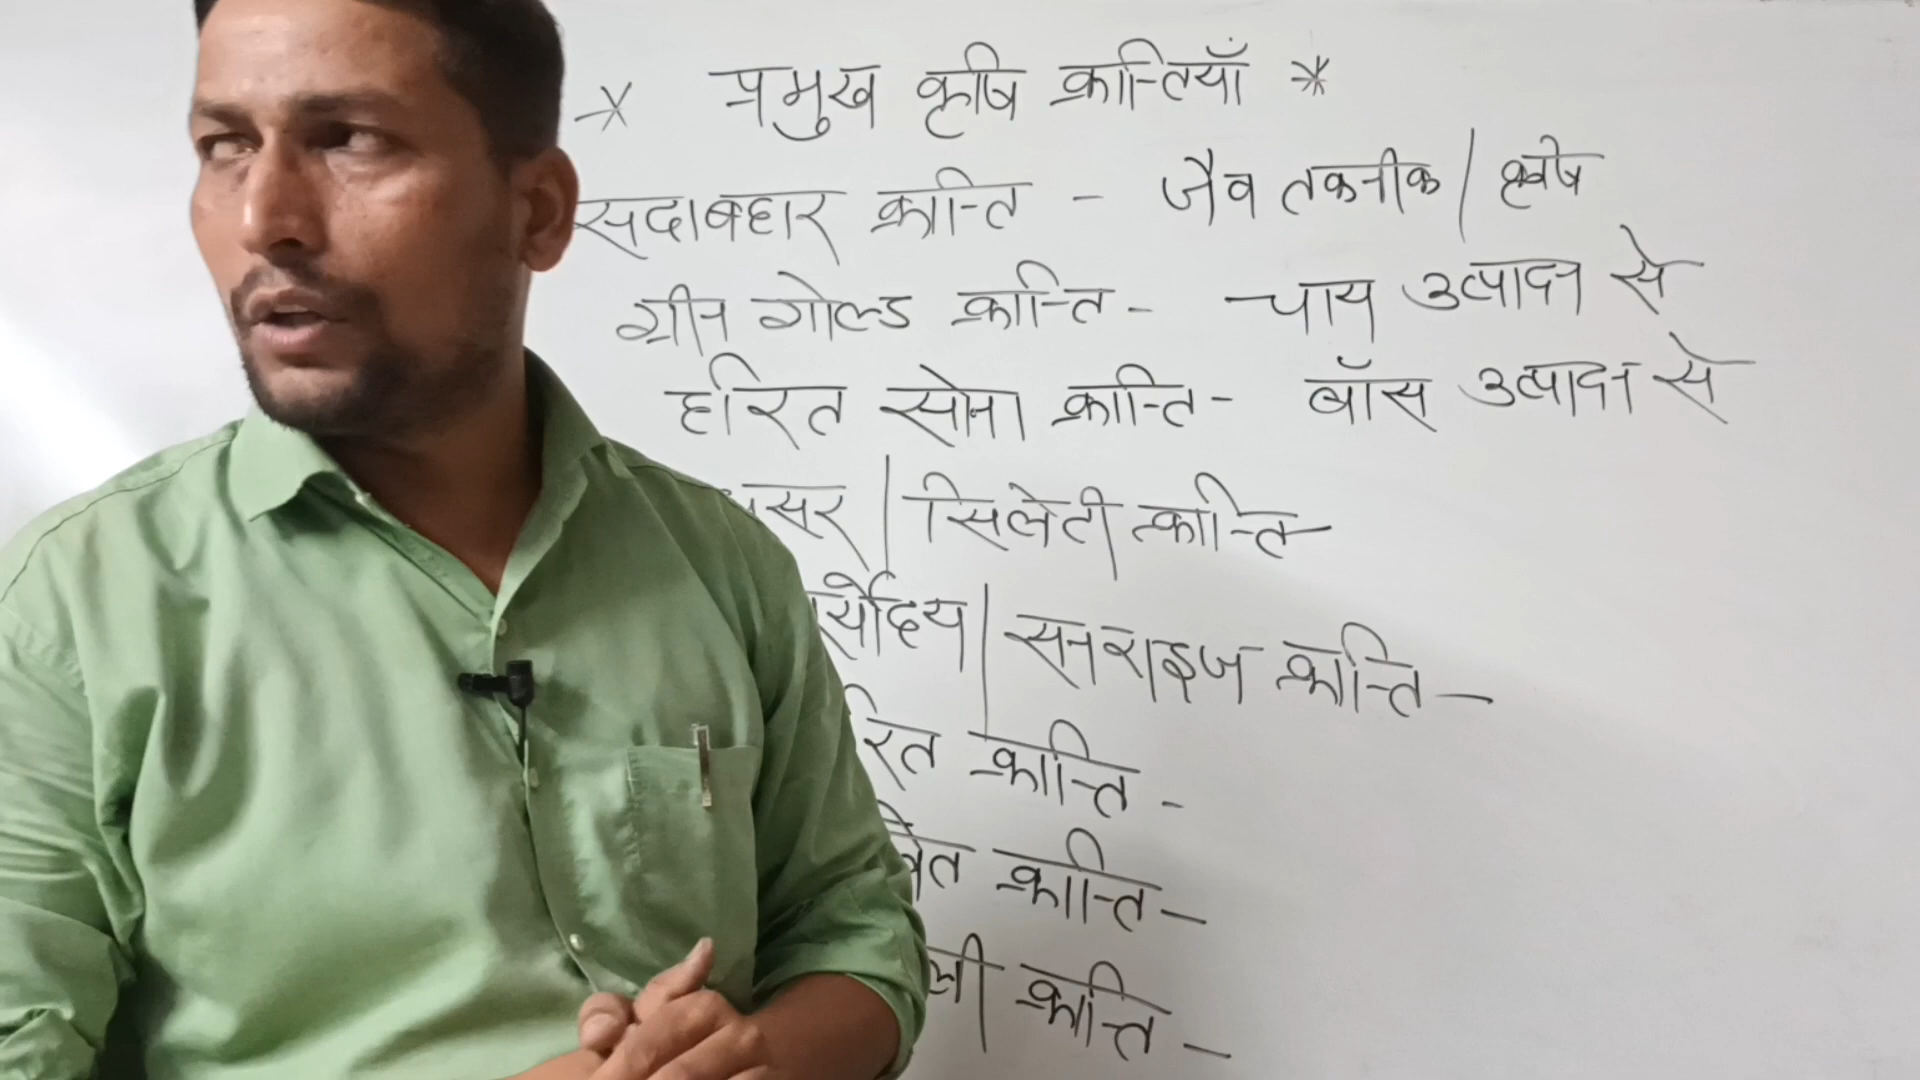 * प्रमुख कृषि क्रान्तियाँ *
सदाबहार क्रान्ति - जैव तकनीक /
ग्रीन गोल्ड क्रान्ति - चाय उत्पादन से
हरित सोना क्रान्ति - बाँस उत्पादन से
सर / सिलेटी क्रान्ति -
र्योदय / सनराइज क्रान्ति -
रित क्रान्ति -
वेत क्रान्ति -
ली क्रान्ति -